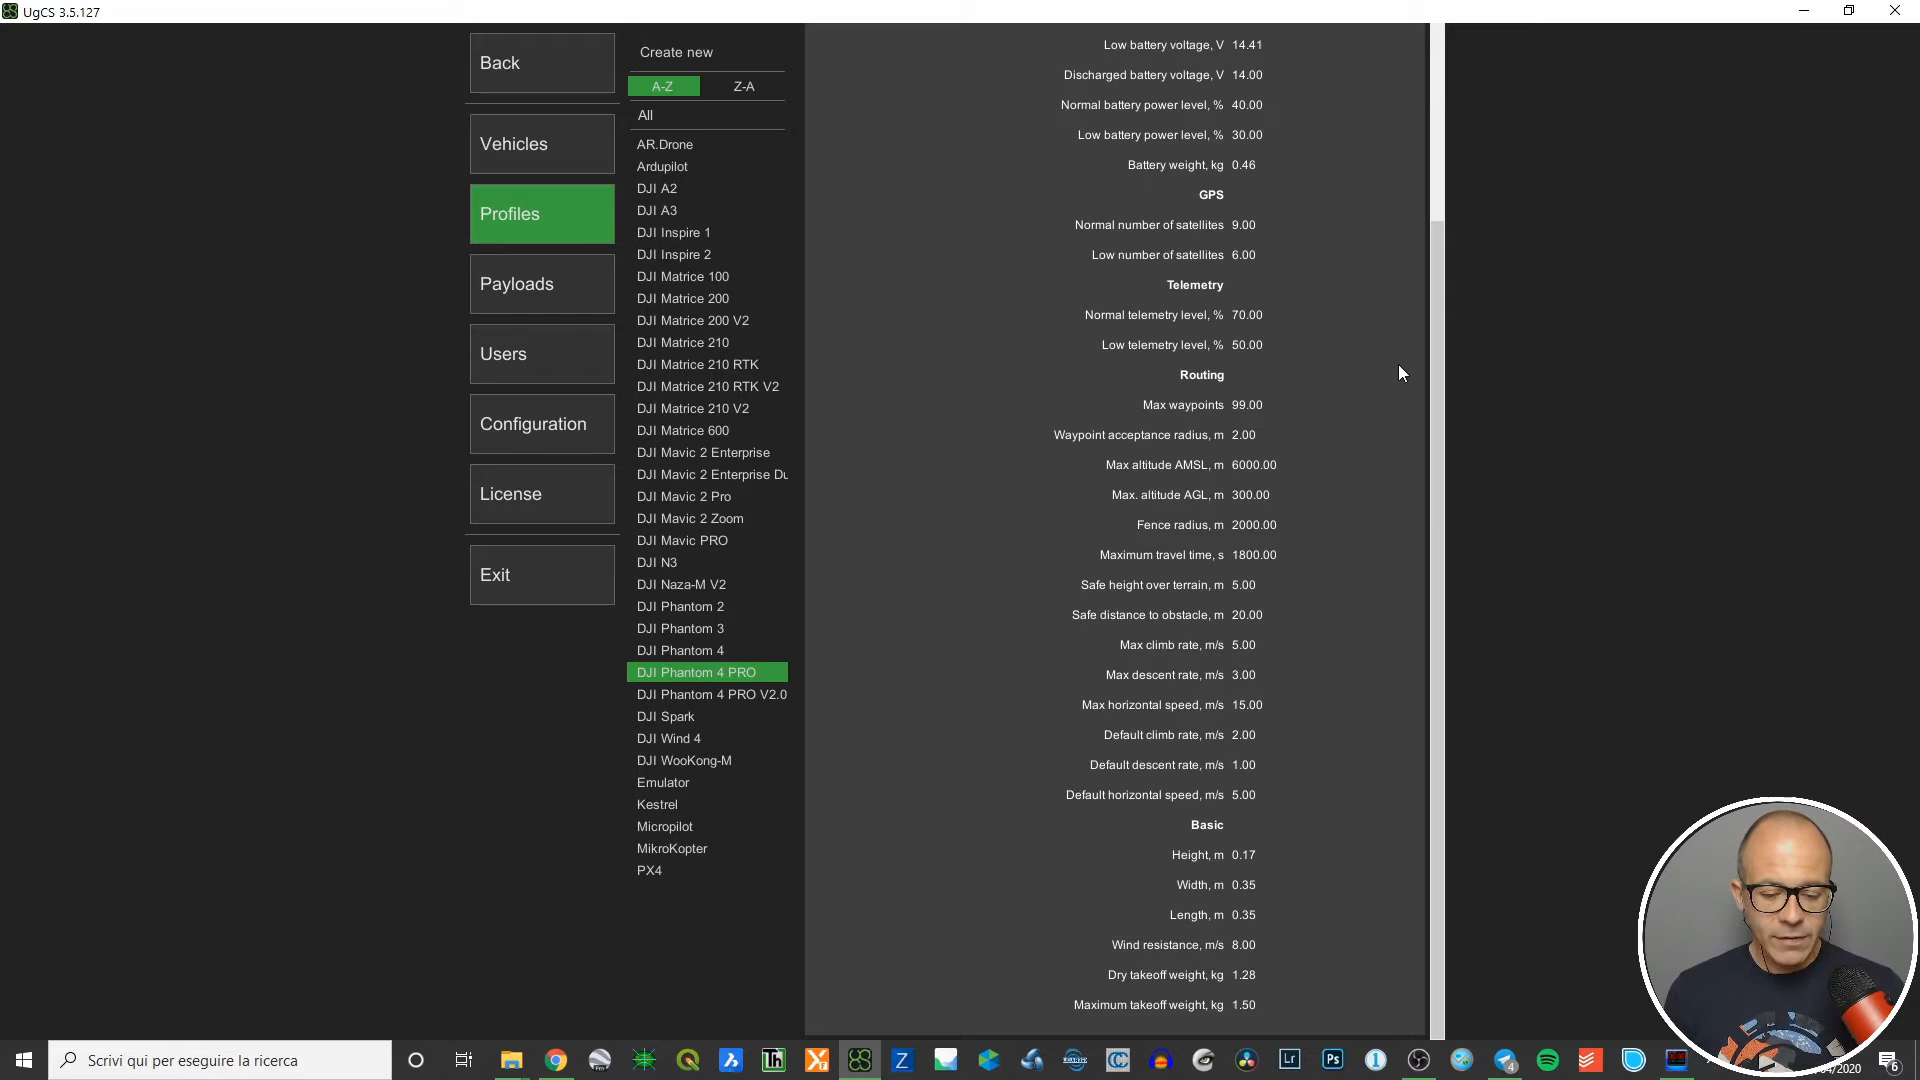 UgCS 3.5.127
Back
Vehicles
Profiles
Payloads
Users
Configuration
License
Exit
Create new
A-Z Z-A
All
AR.Drone
Ardupilot
DJI A2
DJI A3
DJI Inspire 1
DJI Inspire 2
DJI Matrice 100
DJI Matrice 200
DJI Matrice 200 V2
DJI Matrice 210
DJI Matrice 210 RTK
DJI Matrice 210 RTK V2
DJI Matrice 210 V2
DJI Matrice 600
DJI Mavic 2 Enterprise
DJI Mavic 2 Enterprise Du
DJI Mavic 2 Pro
DJI Mavic 2 Zoom
DJI Mavic PRO
DJI N3
DJI Naza-M V2
DJI Phantom 2
DJI Phantom 3
DJI Phantom 4
DJI Phantom 4 PRO
DJI Phantom 4 PRO V2.0
DJI Spark
DJI Wind 4
DJI WooKong-M
Emulator
Kestrel
Micropilot
MikroKopter
PX4
Low battery voltage, V 14.41
Discharged battery voltage, V 14.00
Normal battery power level, % 40.00
Low battery power level, % 30.00
Battery weight, kg 0.46
GPS
Normal number of satellites 9.00
Low number of satellites 6.00
Telemetry
Normal telemetry level, % 70.00
Low telemetry level, % 50.00
Routing
Max waypoints 99.00
Waypoint acceptance radius, m 2.00
Max altitude AMSL, m 6000.00
Max. altitude AGL, m 300.00
Fence radius, m 2000.00
Maximum travel time, s 1800.00
Safe height over terrain, m 5.00
Safe distance to obstacle, m 20.00
Max climb rate, m/s 5.00
Max descent rate, m/s 3.00
Max horizontal speed, m/s 15.00
Default climb rate, m/s 2.00
Default descent rate, m/s 1.00
Default horizontal speed, m/s 5.00
Basic
Height, m 0.17
Width, m 0.35
Length, m 0.35
Wind resistance, m/s 8.00
Dry takeoff weight, kg 1.28
Maximum takeoff weight, kg 1.50
Scrivi qui per eseguire la ricerca
Th
Z
Lr
Ps
4
04/2020
6